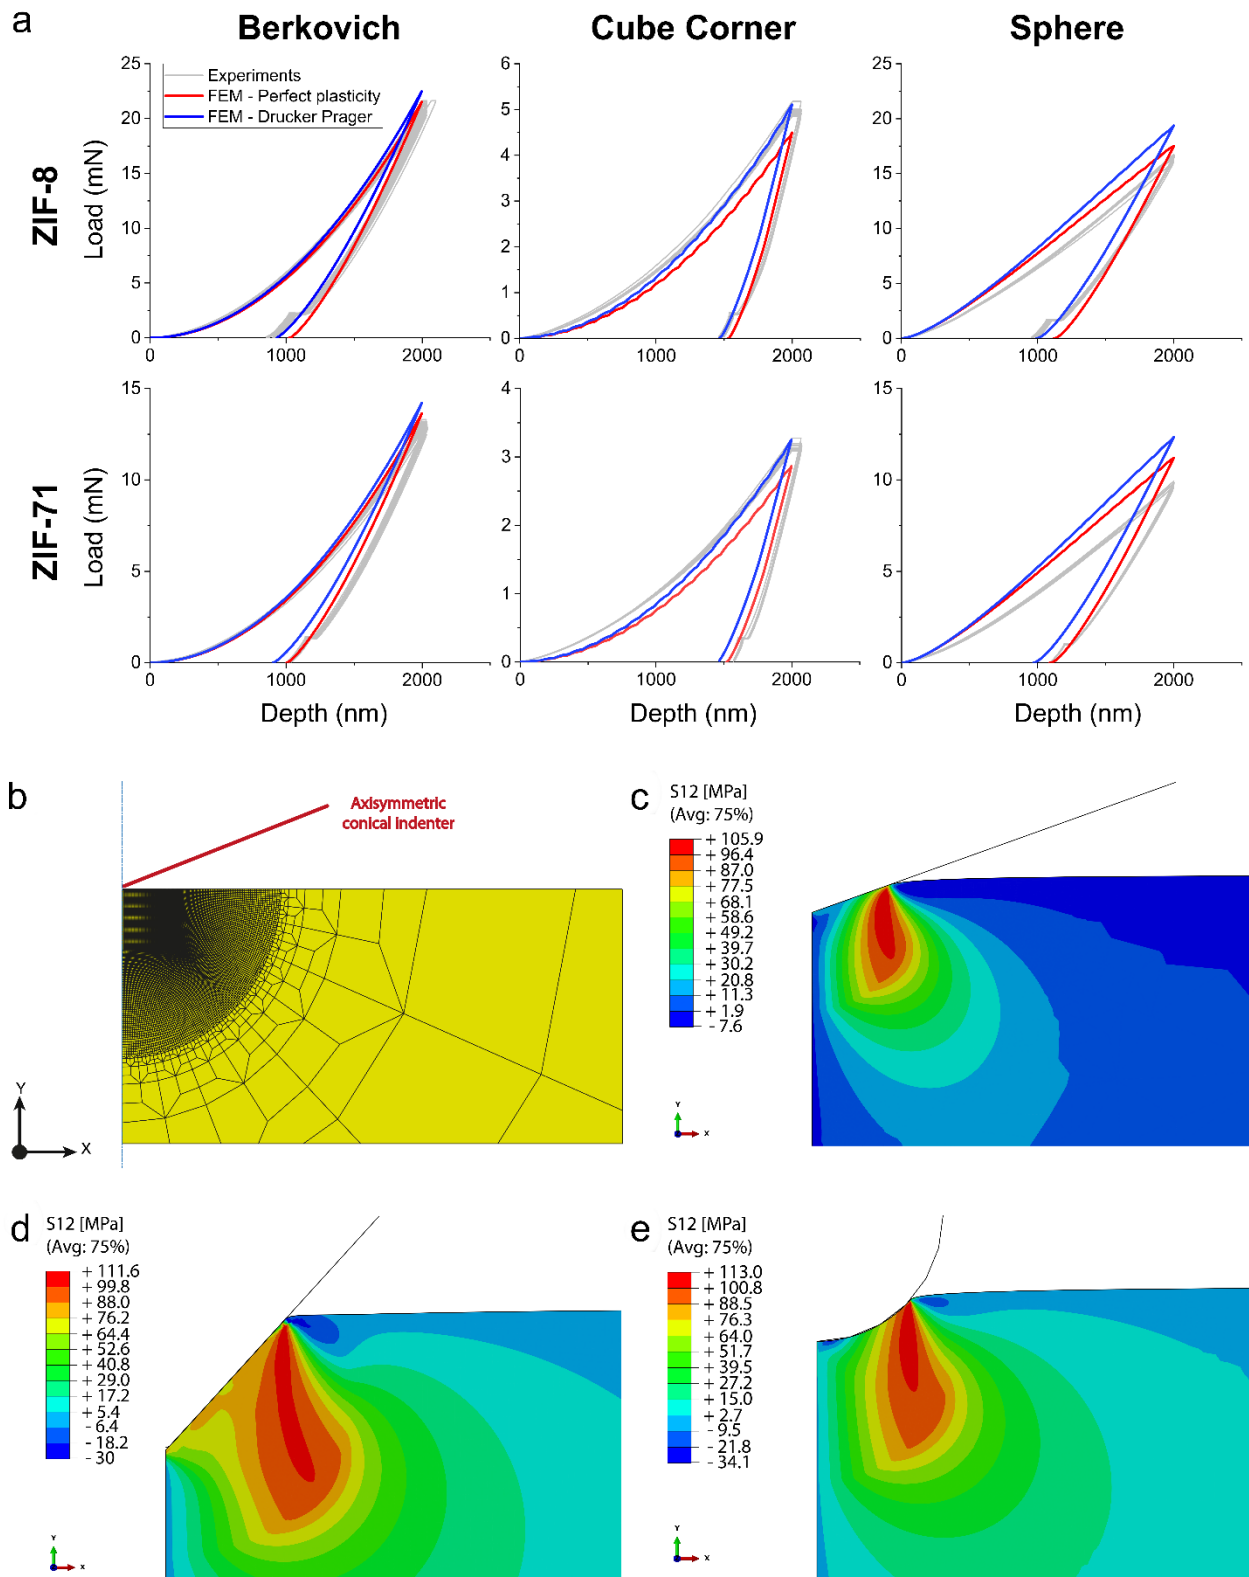 a
Berkovich
Cube Corner
Sphere
ZIF-8
Load (mN)
25
20
15
10
5
0
Experiments
FEM - Perfect plasticity
FEM - Drucker Prager
0
1000
2000
6
5
4
3
2
1
0
0
1000
2000
25
20
15
10
5
0
0
1000
2000
ZIF-71
Load (mN)
15
10
5
0
0
1000
2000
Depth (nm)
4
3
2
1
0
0
1000
2000
Depth (nm)
15
10
5
0
0
1000
2000
Depth (nm)
b
Axisymmetric
conical indenter
Y
X
c
S12 [MPa]
(Avg: 75%)
+ 105.9
+ 96.4
+ 87.0
+ 77.5
+ 68.1
+ 58.6
+ 49.2
+ 39.7
+ 30.2
+ 20.8
+ 11.3
+ 1.9
- 7.6
Y
X
d
S12 [MPa]
(Avg: 75%)
+ 111.6
+ 99.8
+ 88.0
+ 76.2
+ 64.4
+ 52.6
+ 40.8
+ 29.0
+ 17.2
+ 5.4
- 6.4
- 18.2
- 30
Y
X
e
S12 [MPa]
(Avg: 75%)
+ 113.0
+ 100.8
+ 88.5
+ 76.3
+ 64.0
+ 51.7
+ 39.5
+ 27.2
+ 15.0
+ 2.7
- 9.5
- 21.8
- 34.1
Y
X